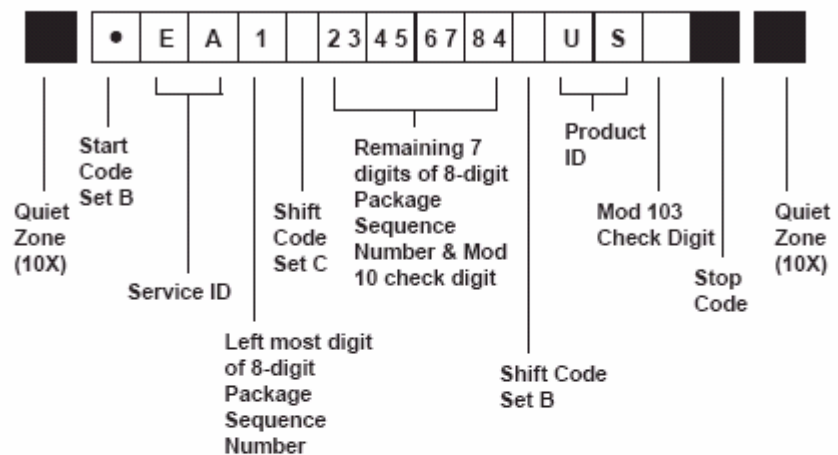 • E A 1 2 3 4 5 6 7 8 4 U S
Start
Code
Set B
Remaining 7
digits of 8-digit
Package
Sequence
Number & Mod
10 check digit
Product
ID
Quiet
Zone
(10X)
Shift
Code
Set C
Mod 103
Check Digit
Quiet
Zone
(10X)
Service ID
Stop
Code
Left most digit
of 8-digit
Package
Sequence
Number
Shift Code
Set B